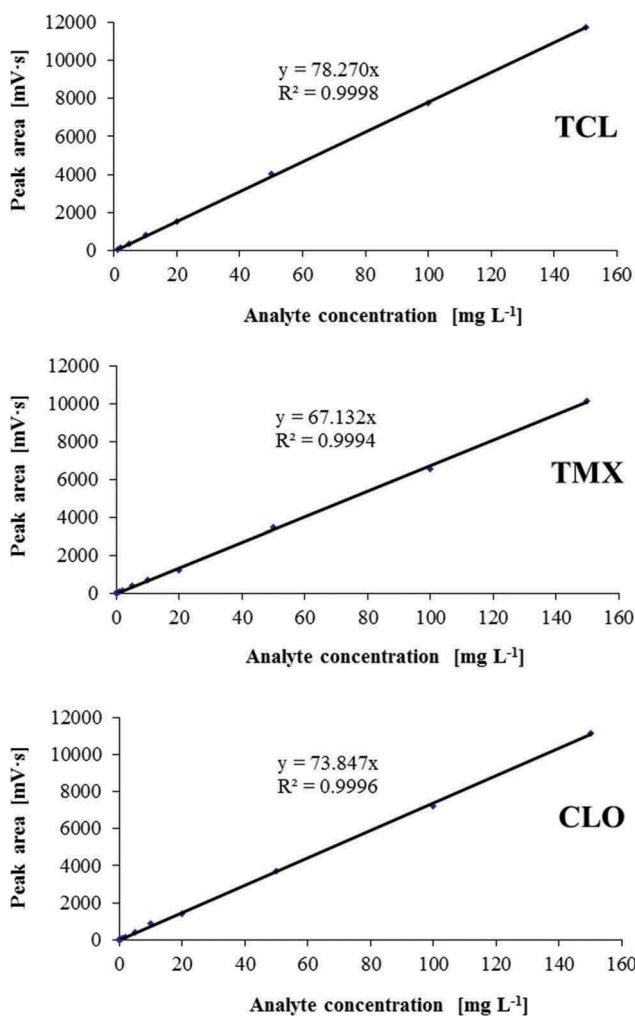 12000
10000
8000
6000
4000
2000
0
Peak area [mV·s]
y = 78.270x
R² = 0.9998
TCL
0 20 40 60 80 100 120 140 160
Analyte concentration [mg L⁻¹]
12000
10000
8000
6000
4000
2000
0
Peak area [mV·s]
y = 67.132x
R² = 0.9994
TMX
0 20 40 60 80 100 120 140 160
Analyte concentration [mg L⁻¹]
12000
10000
8000
6000
4000
2000
0
Peak area [mV·s]
y = 73.847x
R² = 0.9996
CLO
0 20 40 60 80 100 120 140 160
Analyte concentration [mg L⁻¹]